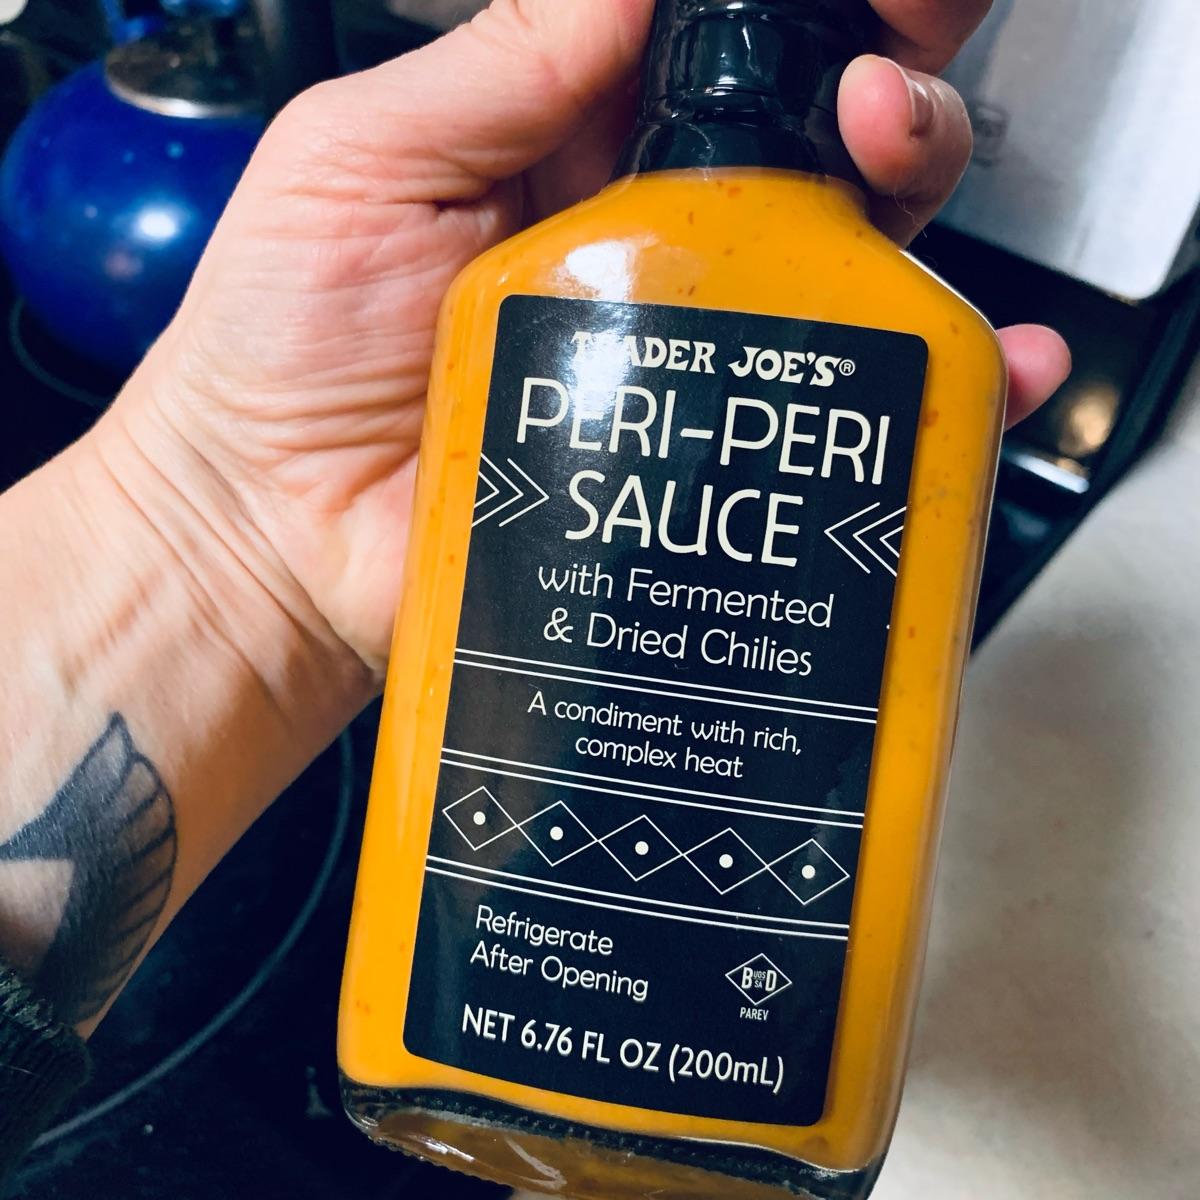 TRADER JOE'S®
PERI-PERI
SAUCE
with Fermented
& Dried Chilies
A condiment with rich,
complex heat
Refrigerate
After Opening
BUOSSAD
PAREV
NET 6.76 FL OZ (200mL)